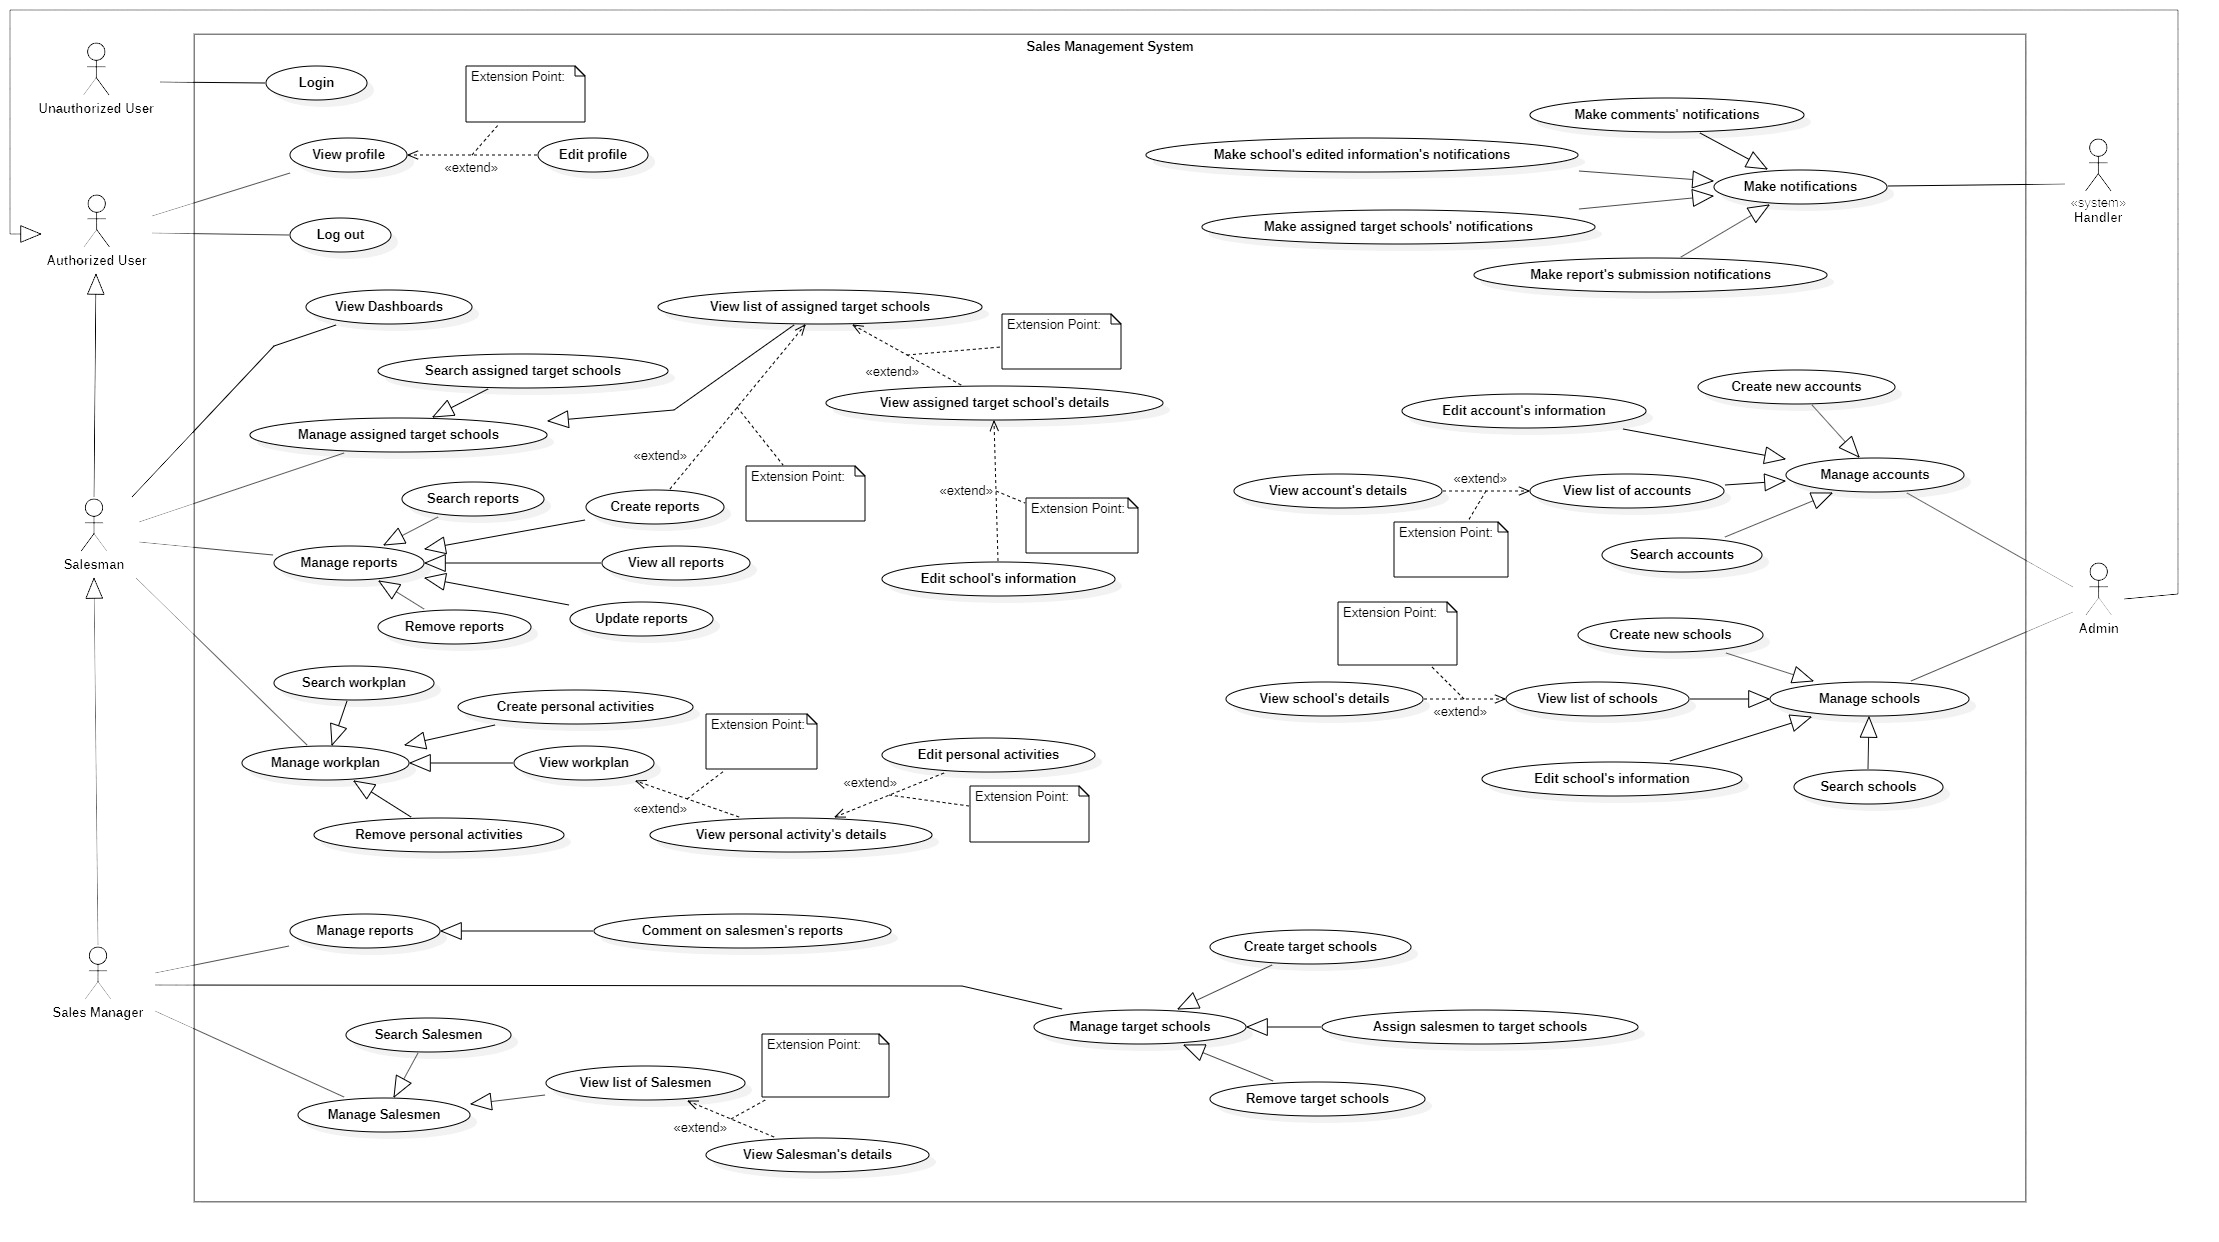 Sales Management System
Unauthorized User
Login
Extension Point:
View profile
«extend»
Edit profile
Authorized User
Log out
Make comments' notifications
Make school's edited information's notifications
Make notifications
Make assigned target schools' notifications
Make report's submission notifications
«system»
Handler
View Dashboards
View list of assigned target schools
Extension Point:
«extend»
Search assigned target schools
View assigned target school's details
Manage assigned target schools
«extend»
Extension Point:
«extend»
Extension Point:
Search reports
Create reports
Salesman
Manage reports
View all reports
Edit school's information
Remove reports
Update reports
Create new accounts
Edit account's information
Manage accounts
View account's details
«extend»
View list of accounts
Extension Point:
Search accounts
Admin
Extension Point:
Create new schools
View school's details
«extend»
View list of schools
Manage schools
Edit school's information
Search schools
Search workplan
Create personal activities
Extension Point:
Manage workplan
View workplan
Edit personal activities
«extend»
«extend»
Extension Point:
Remove personal activities
View personal activity's details
Manage reports
Comment on salesmen's reports
Sales Manager
Create target schools
Manage target schools
Assign salesmen to target schools
Remove target schools
Search Salesmen
Extension Point:
View list of Salesmen
Manage Salesmen
«extend»
View Salesman's details